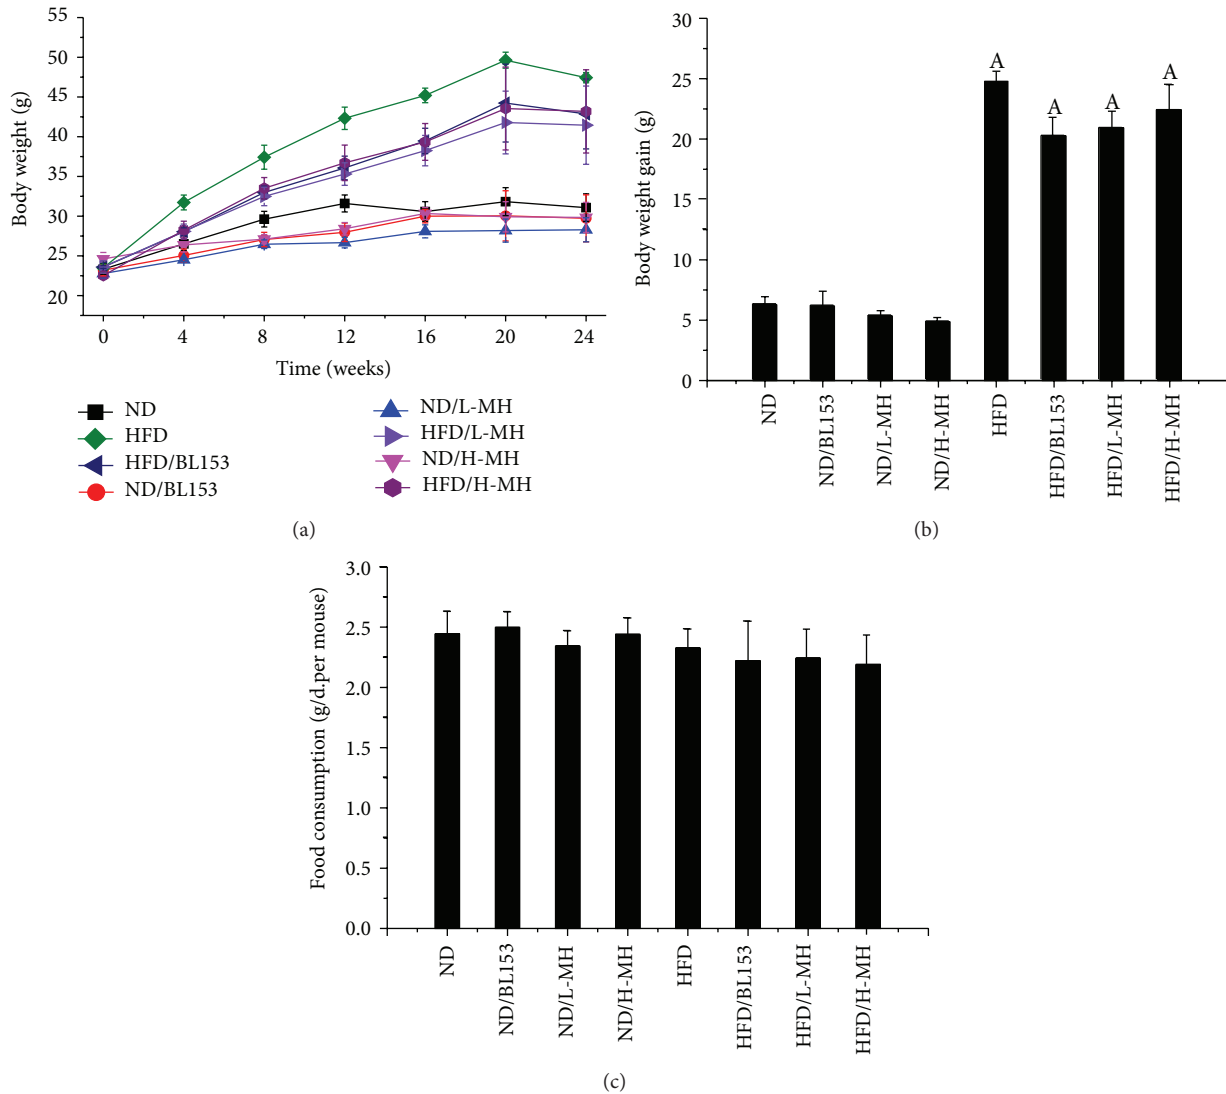 55
50
45
40
35
30
25
20
Body weight (g)
0 4 8 12 16 20 24
Time (weeks)
ND
HFD
HFD/BL153
ND/BL153
ND/L-MH
HFD/L-MH
ND/H-MH
HFD/H-MH
(a)
30
25
20
15
10
5
0
Body weight gain (g)
A A A A
ND ND/BL153 ND/L-MH ND/H-MH HFD HFD/BL153 HFD/L-MH HFD/H-MH
(b)
3.0
2.5
2.0
1.5
1.0
0.5
0.0
Food consumption (g/d.per mouse)
ND ND/BL153 ND/L-MH ND/H-MH HFD HFD/BL153 HFD/L-MH HFD/H-MH
(c)